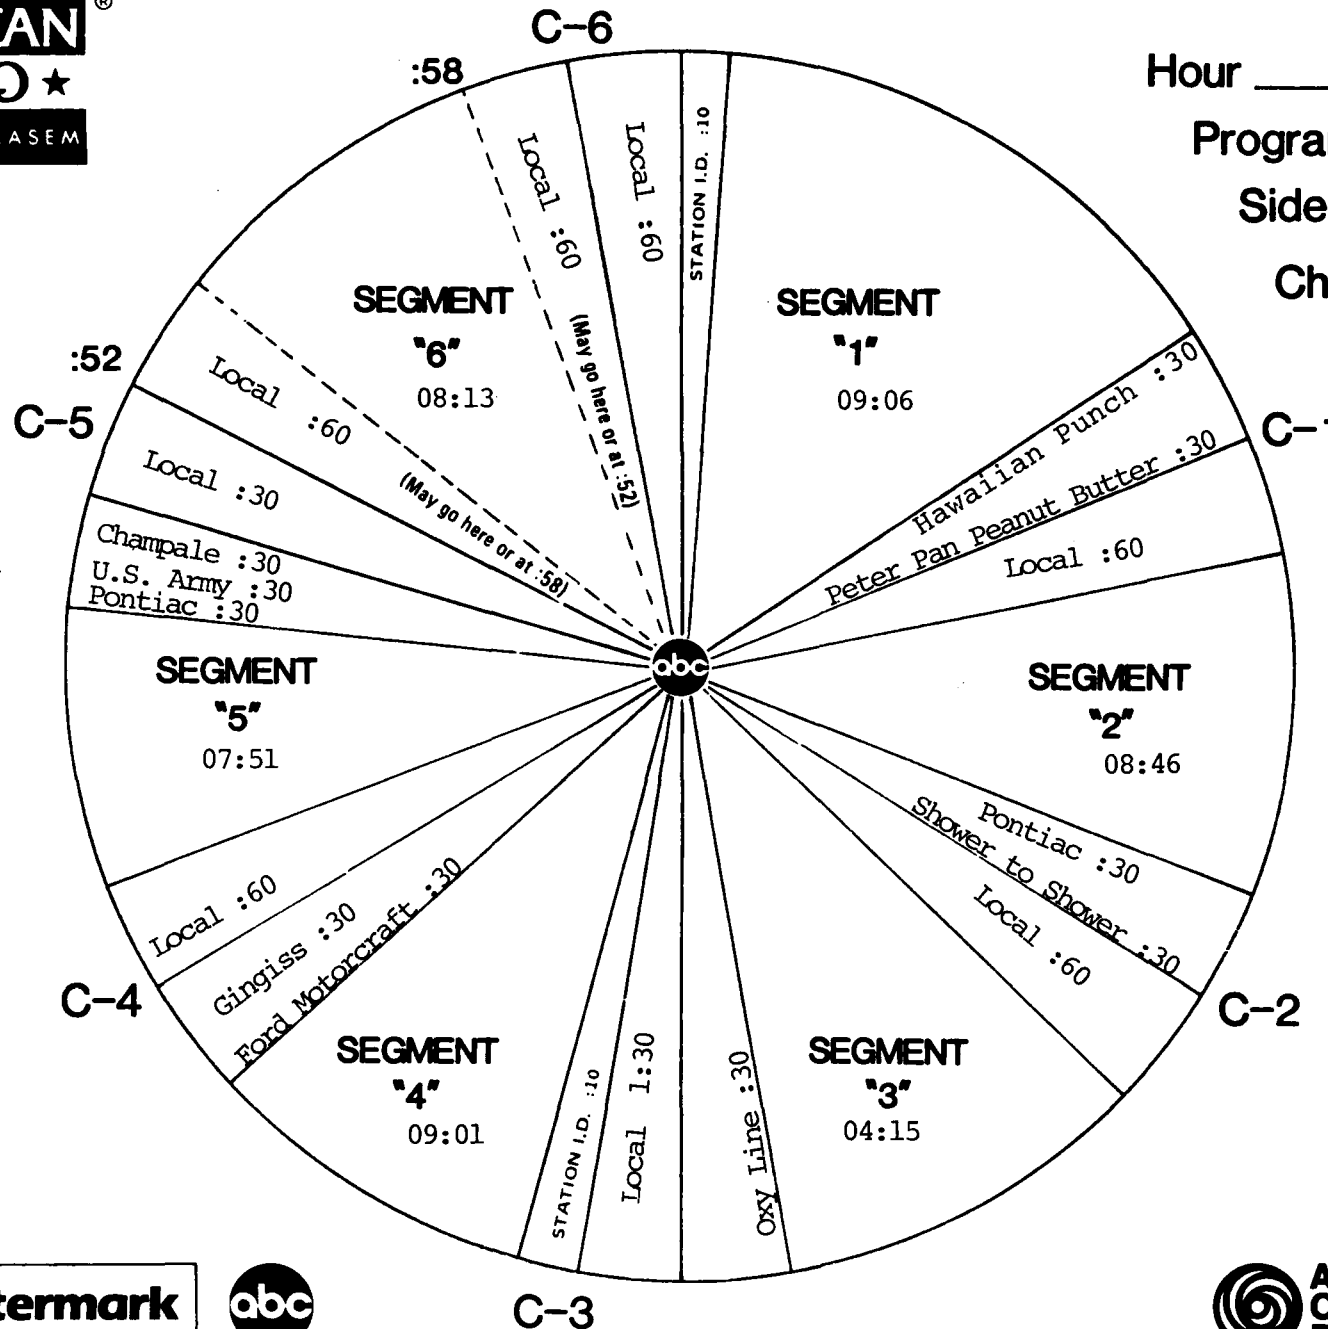 ®
C-6
:58
Hour
Side
ASEM
Local :60
Local :60
STATION I.D. :10
SEGMENT
"6"
08:13
(May go here or at :52)
SEGMENT
"1"
09:06
Hawaiian Punch :30
Peter Pan Peanut Butter :30
Local :60
:52
C-5
Local :60
(May go here or at :58)
Local :30
Champale :30
U.S. Army :30
Pontiac :30
abc
SEGMENT
"5"
07:51
SEGMENT
"2"
08:46
Pontiac :30
Shower to Shower :30
Local :60
C-2
Local :60
C-4
Gingiss :30
Ford Motorcraft :30
SEGMENT
"4"
09:01
STATION I.D. :10
Local 1:30
Oxy Line :30
SEGMENT
"3"
04:15
termark
abc
C-3